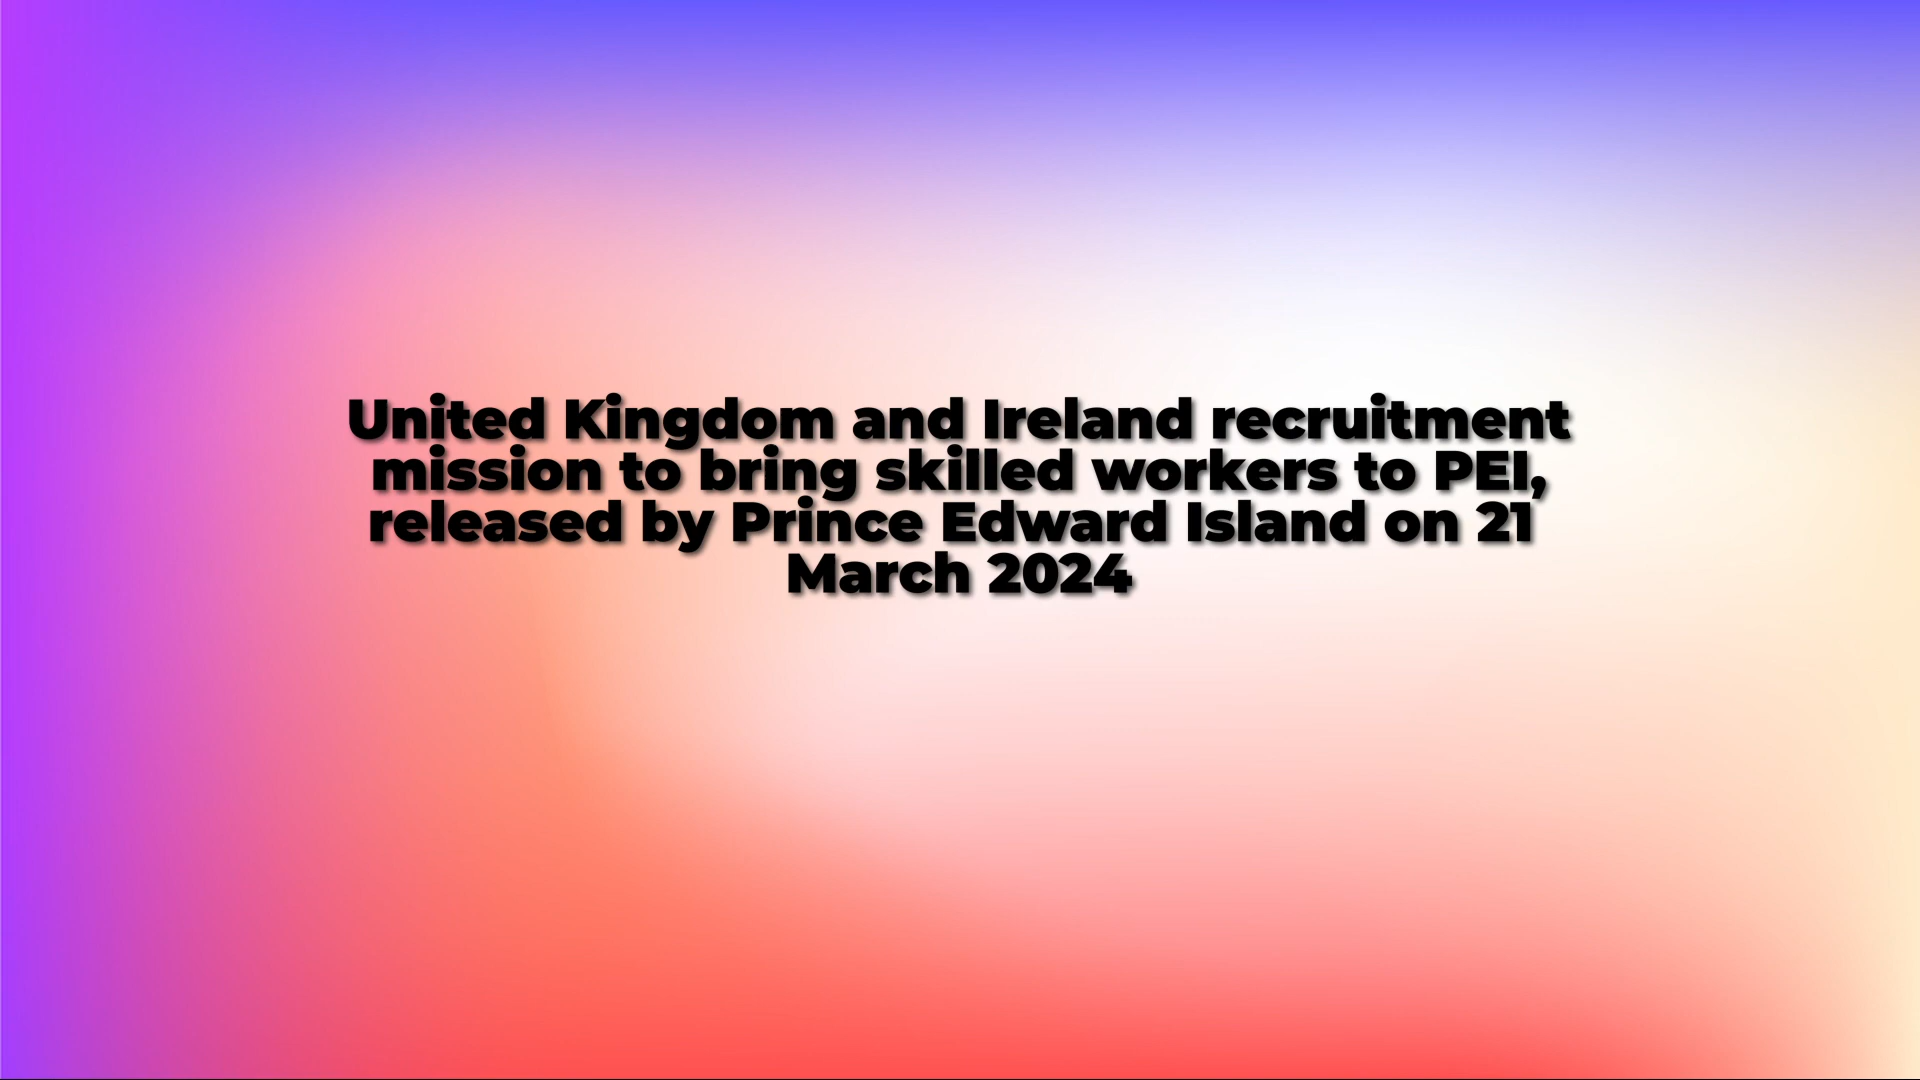 United Kingdom and Ireland recruitment
mission to bring skilled workers to PEI,
released by Prince Edward Island on 21
March 2024